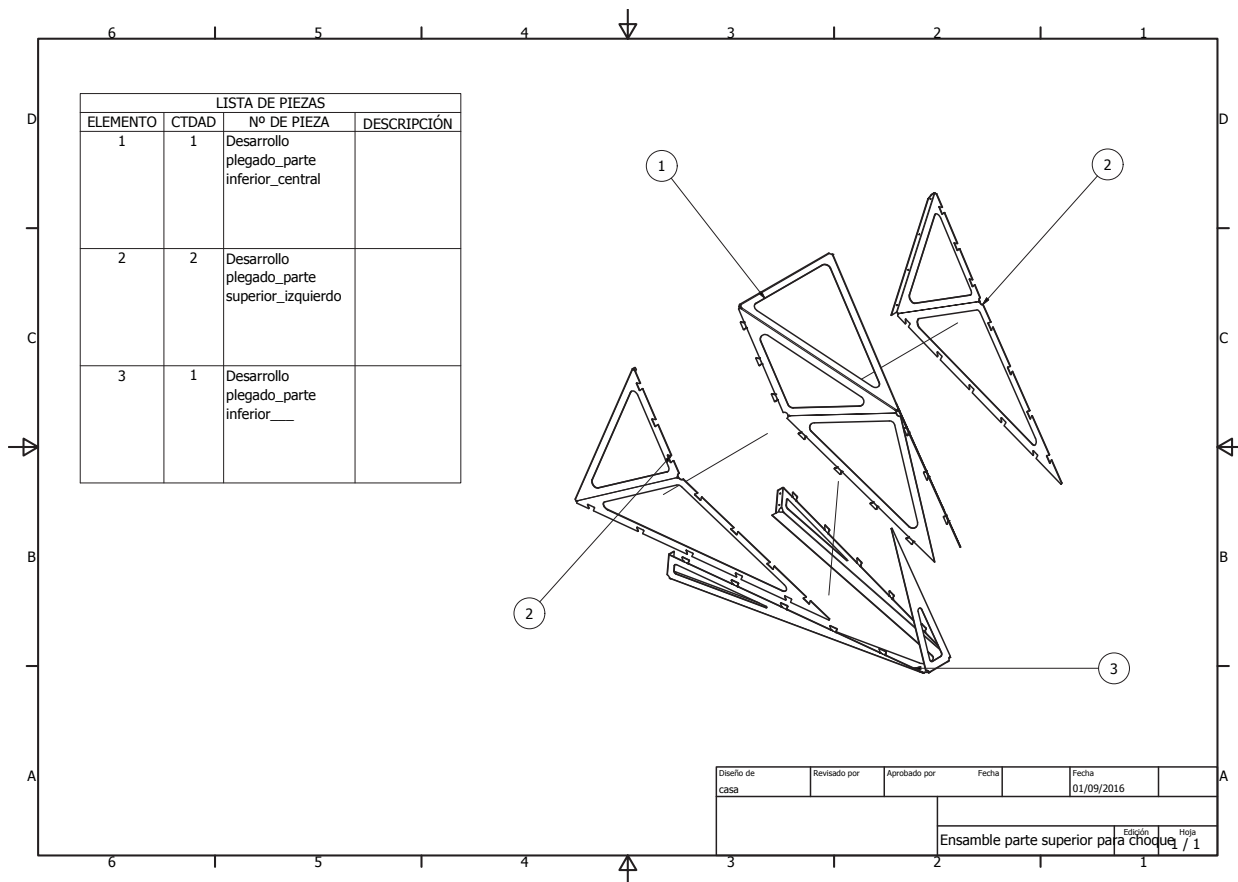 6 5 4 3 2 1
D D
LISTA DE PIEZAS
ELEMENTO CTDAD Nº DE PIEZA DESCRIPCIÓN
1 1 Desarrollo
plegado_parte
inferior_central
2 2 Desarrollo
plegado_parte
superior_izquierdo
3 1 Desarrollo
plegado_parte
inferior___
1
2
C C
B B
2
3
A A
Diseño de Revisado por Aprobado por Fecha Fecha
casa 01/09/2016
Edición Hoja
Ensamble parte superior para choque 1 / 1
6 5 4 3 2 1